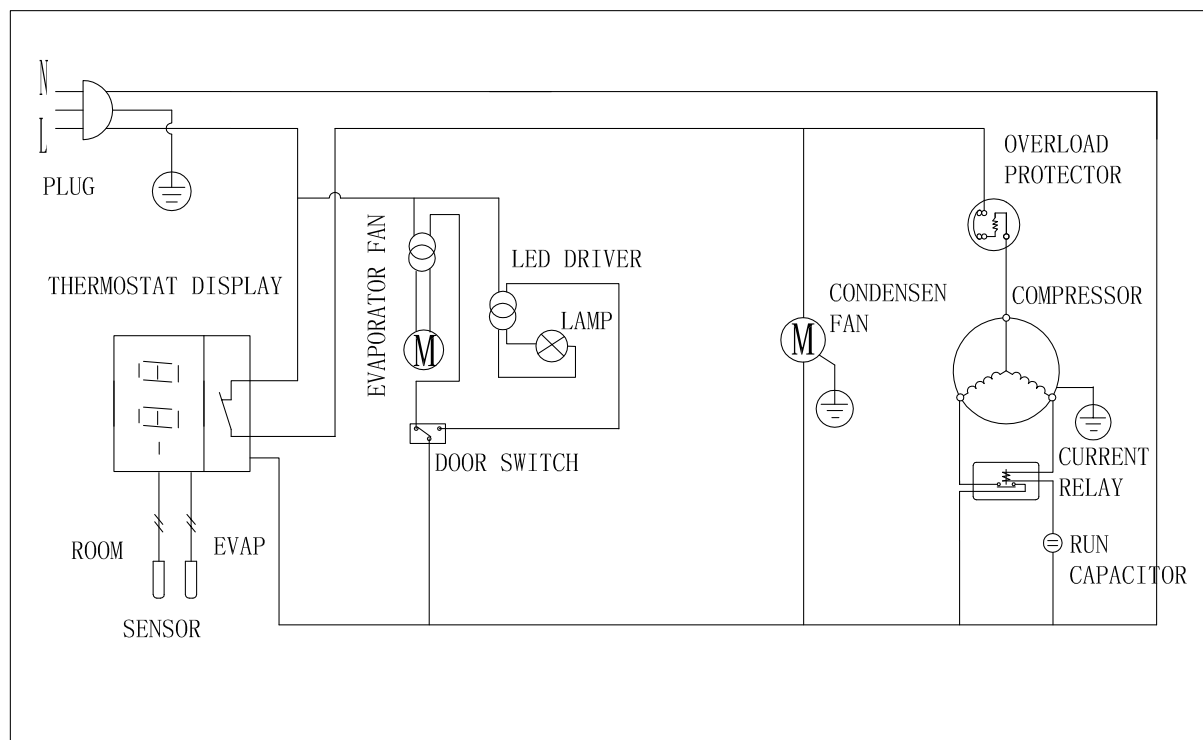 N
L
PLUG
OVERLOAD
PROTECTOR
THERMOSTAT DISPLAY
EVAPORATOR FAN
LED DRIVER
LAMP
M
M
CONDENSEN
FAN
COMPRESSOR
DOOR SWITCH
CURRENT
RELAY
ROOM
EVAP
SENSOR
RUN
CAPACITOR